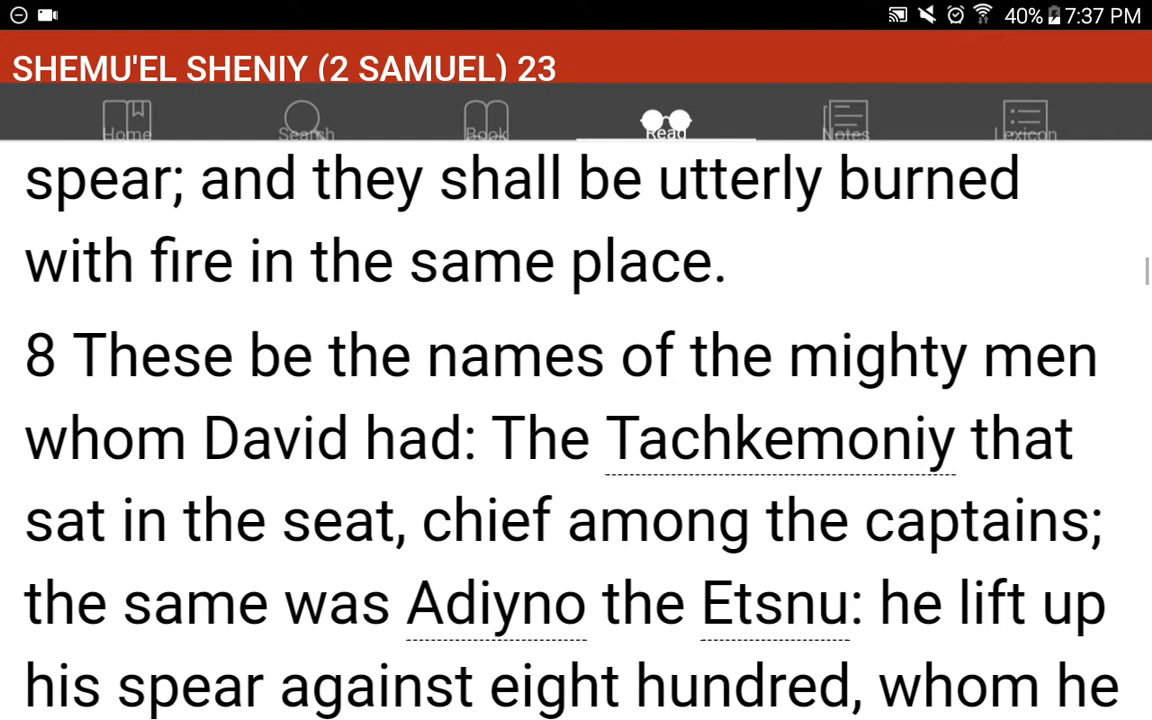 40% 7:37 PM
SHEMU'EL SHENIY (2 SAMUEL) 23
Home Search Book Read Notes Lexicon
spear; and they shall be utterly burned
with fire in the same place.
8 These be the names of the mighty men
whom David had: The Tachkemoniy that
sat in the seat, chief among the captains;
the same was Adiyno the Etsnu: he lift up
his spear against eight hundred, whom he